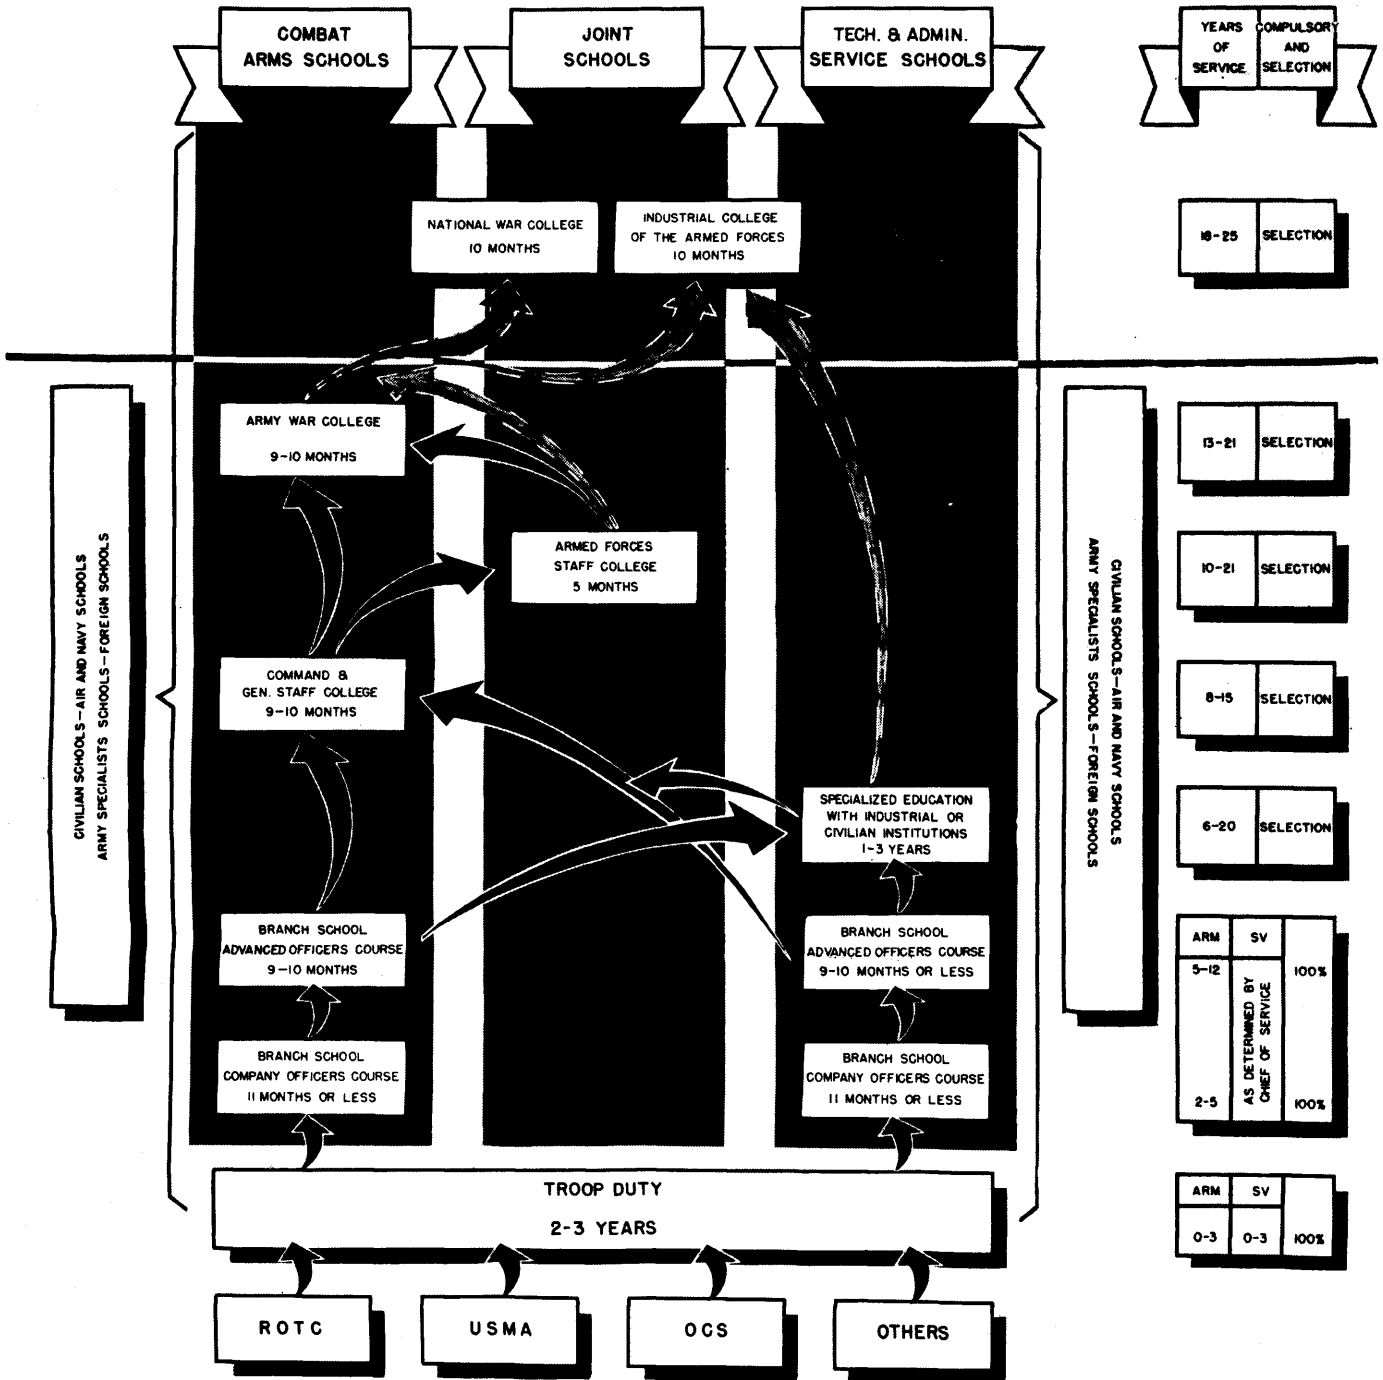 COMBAT
ARMS SCHOOLS
JOINT
SCHOOLS
TECH. & ADMIN.
SERVICE SCHOOLS
YEARS
OF
SERVICE
COMPULSORY
AND
SELECTION
NATIONAL WAR COLLEGE
10 MONTHS
INDUSTRIAL COLLEGE
OF THE ARMED FORCES
10 MONTHS
18-25
SELECTION
ARMY WAR COLLEGE
9-10 MONTHS
13-21
SELECTION
ARMED FORCES
STAFF COLLEGE
5 MONTHS
10-21
SELECTION
COMMAND &
GEN. STAFF COLLEGE
9-10 MONTHS
8-15
SELECTION
SPECIALIZED EDUCATION
WITH INDUSTRIAL OR
CIVILIAN INSTITUTIONS
1-3 YEARS
6-20
SELECTION
CIVILIAN SCHOOLS—AIR AND NAVY SCHOOLS
ARMY SPECIALISTS SCHOOLS—FOREIGN SCHOOLS
CIVILIAN SCHOOLS—AIR AND NAVY SCHOOLS
ARMY SPECIALISTS SCHOOLS—FOREIGN SCHOOLS
BRANCH SCHOOL
ADVANCED OFFICERS COURSE
9-10 MONTHS
BRANCH SCHOOL
ADVANCED OFFICERS COURSE
9-10 MONTHS OR LESS
ARM
SV
5-12
100%
AS DETERMINED BY
CHIEF OF SERVICE
2-5
100%
BRANCH SCHOOL
COMPANY OFFICERS COURSE
11 MONTHS OR LESS
BRANCH SCHOOL
COMPANY OFFICERS COURSE
11 MONTHS OR LESS
TROOP DUTY
2-3 YEARS
ARM
SV
0-3
0-3
100%
ROTC
USMA
OCS
OTHERS